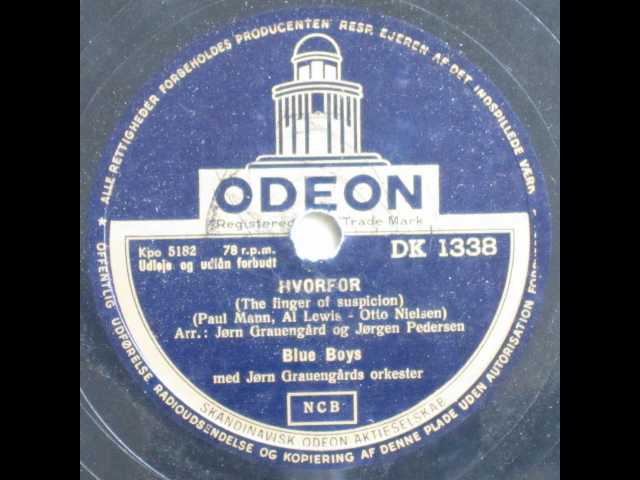 ★ ALLE RETTIGHEDER FORBEHOLDES PRODUCENTEN RESP. EJEREN AF DET INDSPILLEDE VÆRK
ODEON
Registered Trade Mark
Kpo 5182 78 r.p.m. DK 1338
Udleje og udlån forbudt
HVORFOR
(The finger of suspicion)
(Paul Mann, Al Lewis - Otto Nielsen)
Arr.: Jørn Grauengård og Jørgen Pedersen
Blue Boys
med Jørn Grauengårds orkester
NCB
SKANDINAVISK ODEON AKTIESELSKAB
OFFENTLIG UDFØRELSE RADIOUDSENDELSE OG KOPIERING AF DENNE PLADE UDEN AUTORISATION